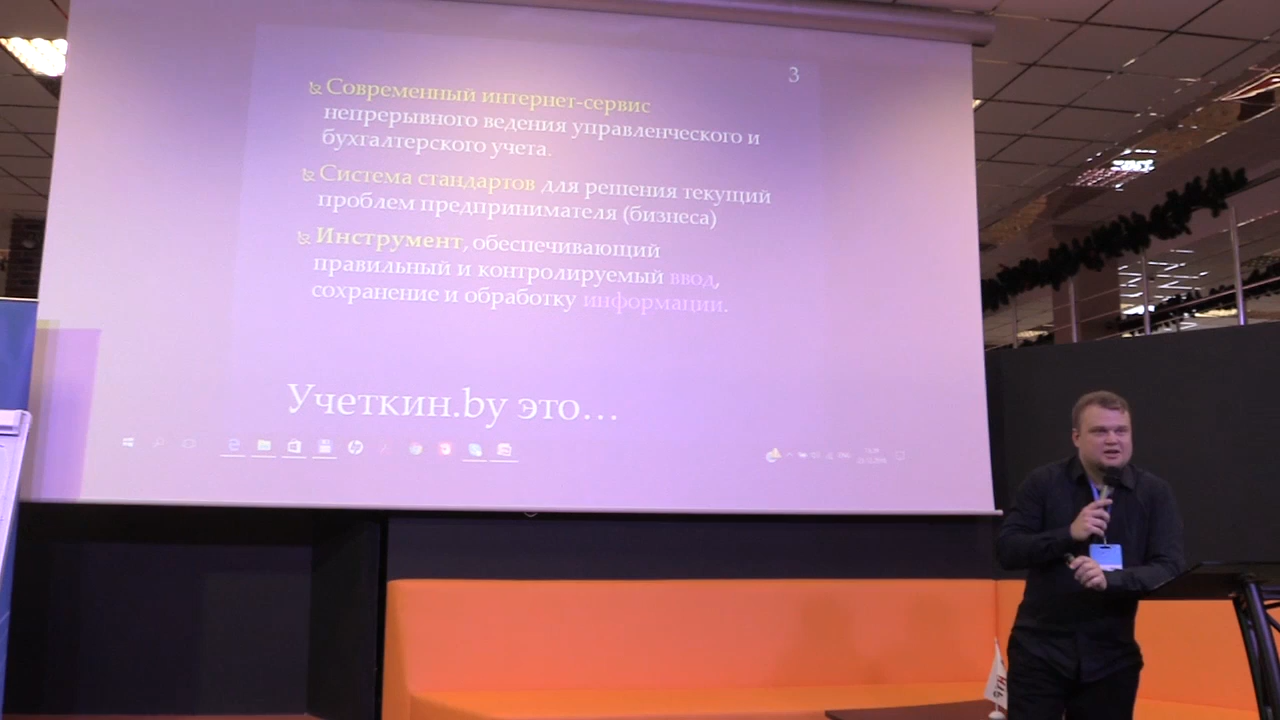 3
Современный интернет-сервис
непрерывного ведения управленческого и
бухгалтерского учета.
Система стандартов для решения текущий
проблем предпринимателя (бизнеса)
Инструмент, обеспечивающий
правильный и контролируемый ввод,
сохранение и обработку информации.
Учеткин.by это...